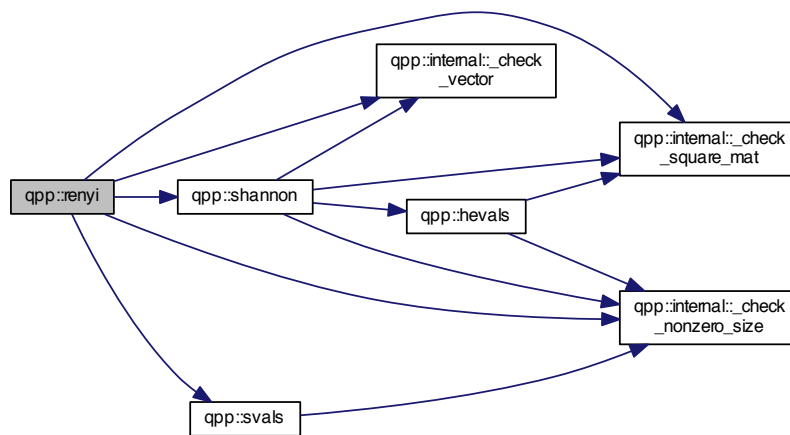 qpp::internal::_check
_vector
qpp::internal::_check
_square_mat
qpp::renyi
qpp::shannon
qpp::hevals
qpp::internal::_check
_nonzero_size
qpp::svals